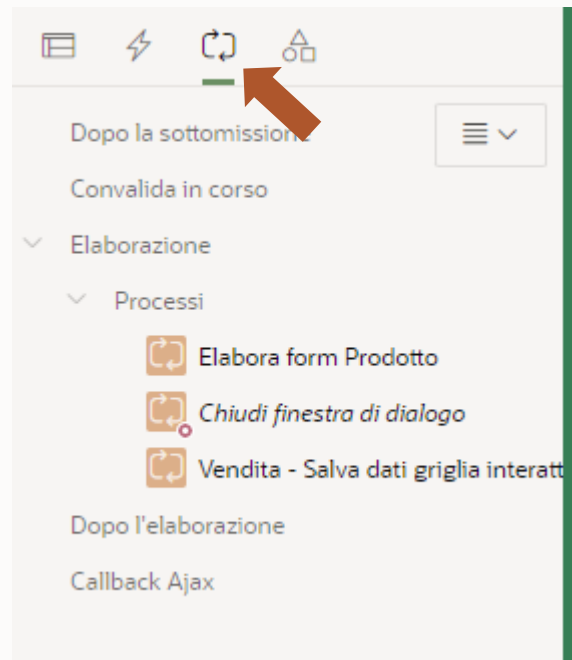 Dopo la sottomissione
Convalida in corso
Elaborazione
Processi
Elabora form Prodotto
Chiudi finestra di dialogo
Vendita - Salva dati griglia interatt
Dopo l'elaborazione
Callback Ajax